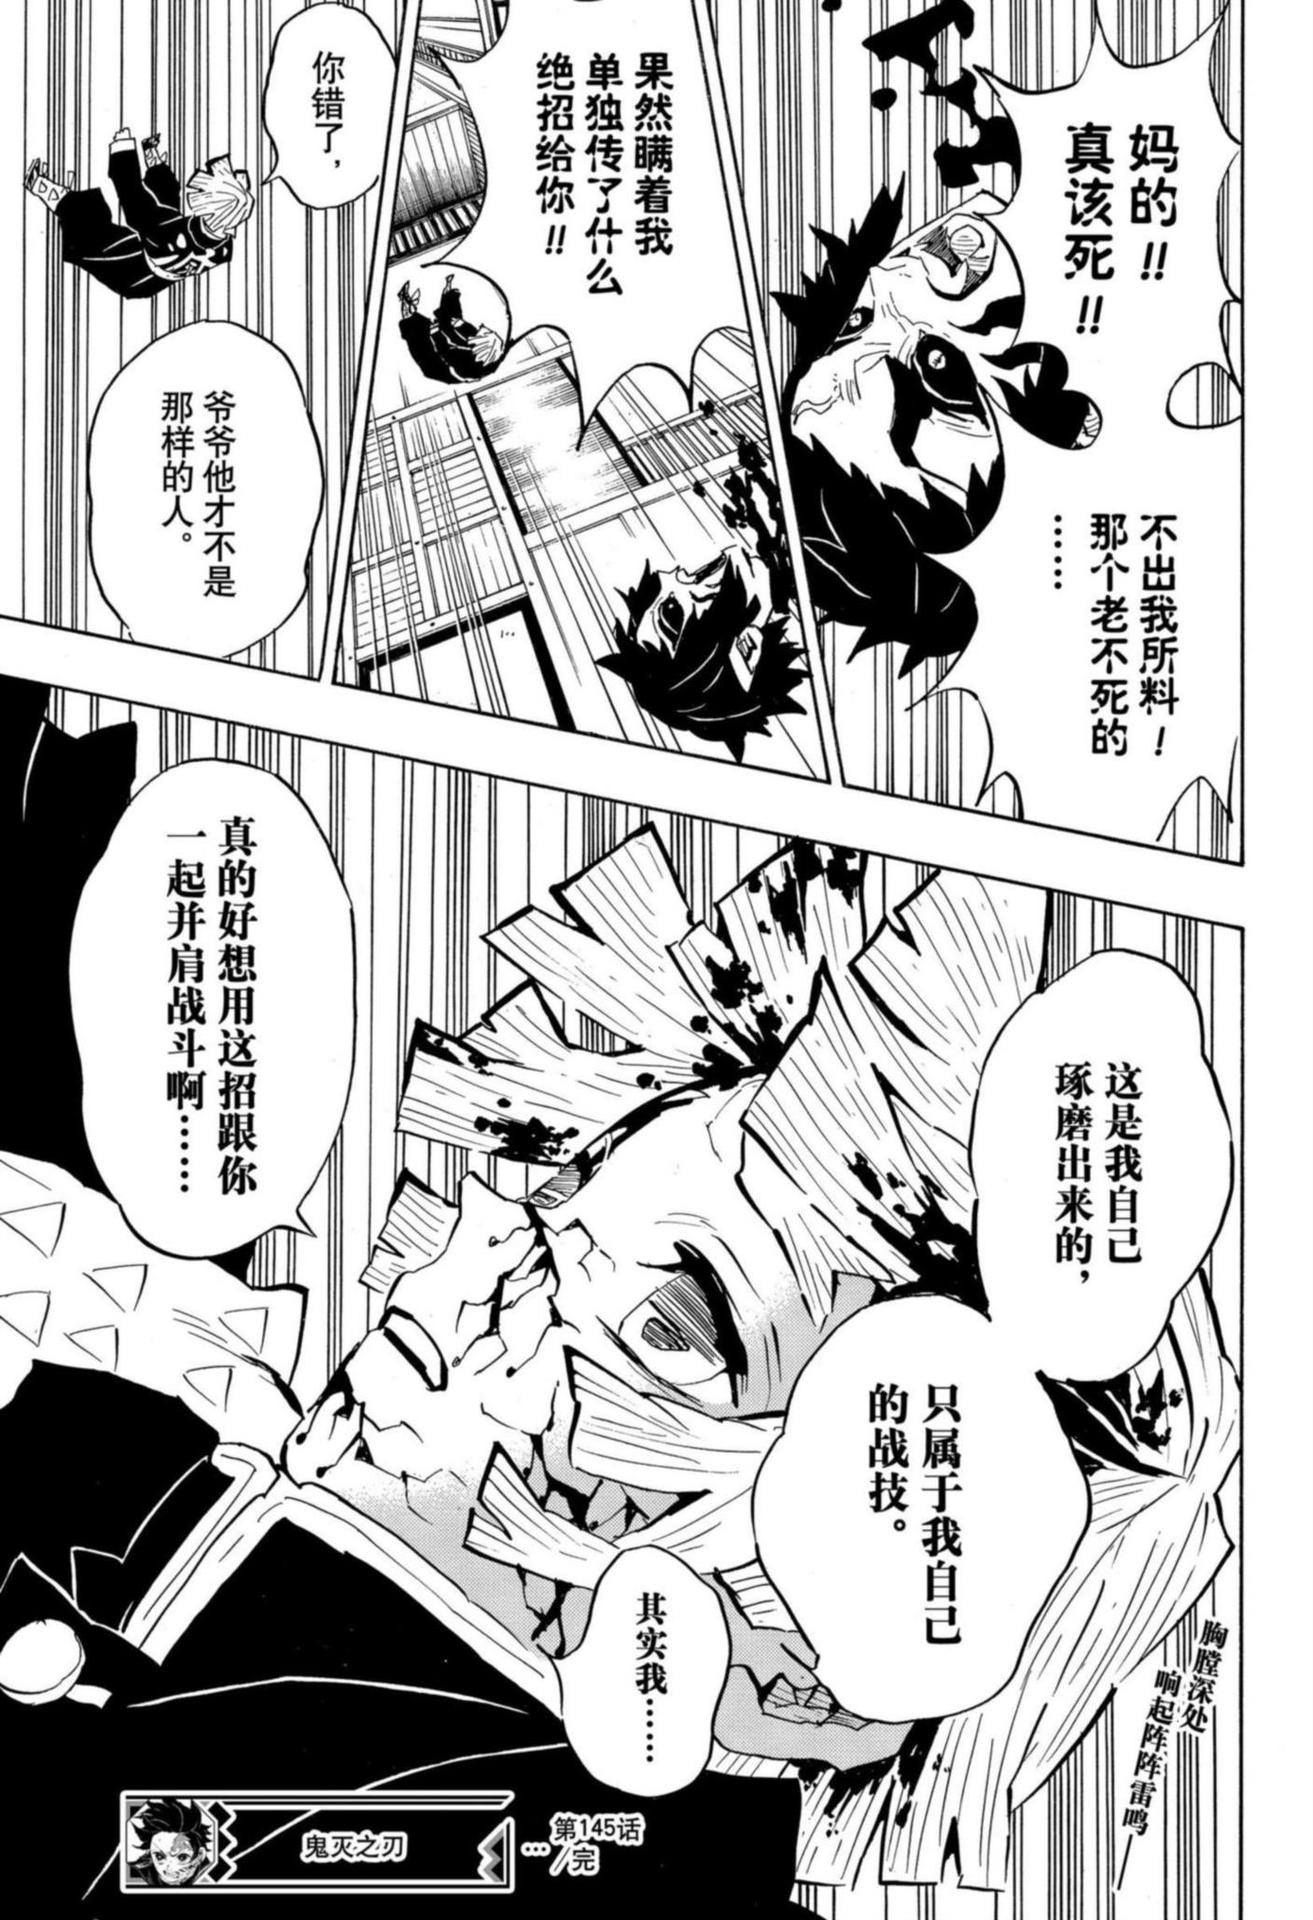 妈的!!
真该死!!
不出我所料!
那个老不死的
……
果然瞒着我
单独传了什么
绝招给你!!
你错了，
爷爷他才不是
那样的人。
这是我自己
琢磨出来的，
只属于我自己
的战技。
其实我……
真的好想用这招跟你
一起并肩战斗啊……
胸膛深处
响起阵阵雷鸣——
鬼灭之刃
…
第145话
/完